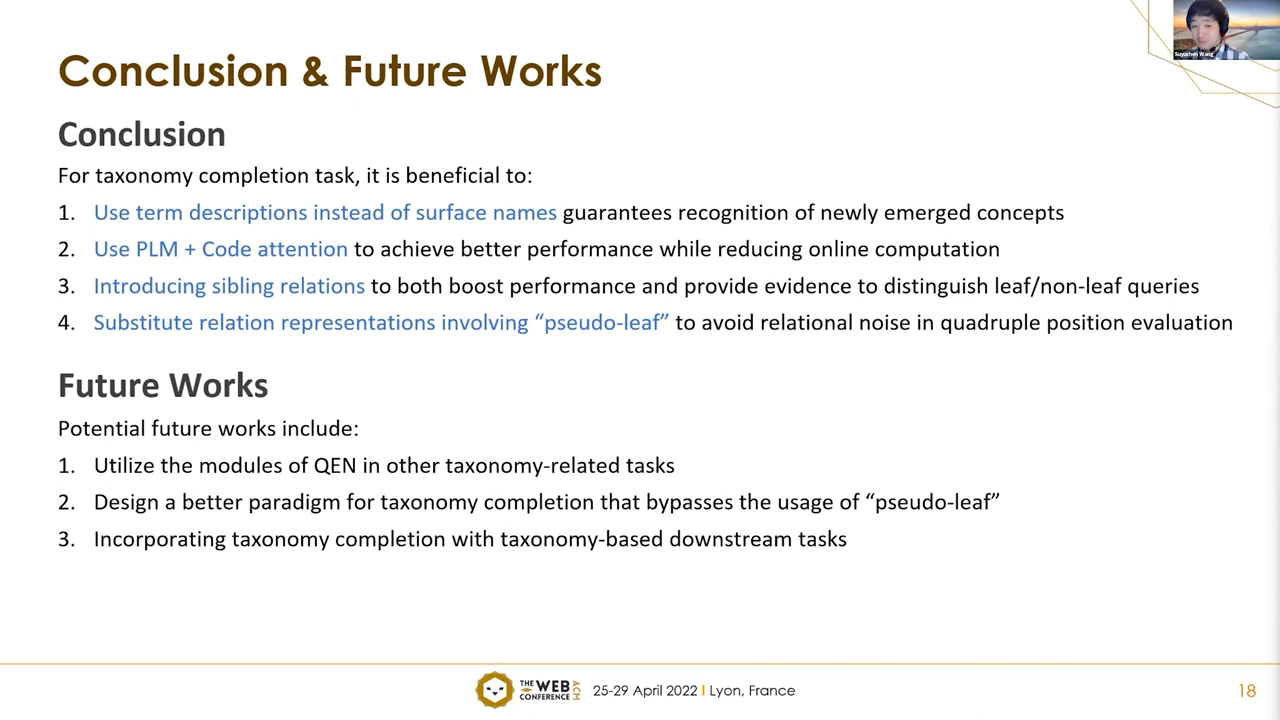 Suyuchen Wang
Conclusion & Future Works
Conclusion
For taxonomy completion task, it is beneficial to:
1. Use term descriptions instead of surface names guarantees recognition of newly emerged concepts
2. Use PLM + Code attention to achieve better performance while reducing online computation
3. Introducing sibling relations to both boost performance and provide evidence to distinguish leaf/non-leaf queries
4. Substitute relation representations involving “pseudo-leaf” to avoid relational noise in quadruple position evaluation
Future Works
Potential future works include:
1. Utilize the modules of QEN in other taxonomy-related tasks
2. Design a better paradigm for taxonomy completion that bypasses the usage of “pseudo-leaf”
3. Incorporating taxonomy completion with taxonomy-based downstream tasks
THE WEB CONFERENCE ACM
25-29 April 2022 | Lyon, France
18